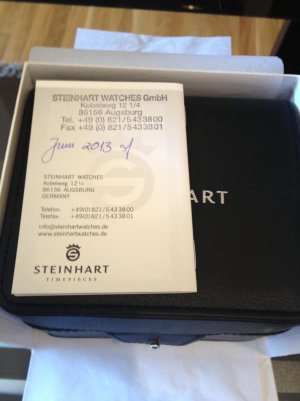 STEINHART WATCHES GmbH
Kobelweg 12 1/4
86156 Augsburg
Tel. +49 (0) 821/5433800
Fax +49 (0) 821/5433801
June 2013
STEINHART WATCHES
Kobelweg 12 ¼
86156 AUGSBURG
GERMANY
Telefon: +49(0)821/5433800
Telefax: +49(0)821/5433801
info@steinhartwatches.de
www.steinhartwatches.de
STEINHART
TIMEPIECES
HART